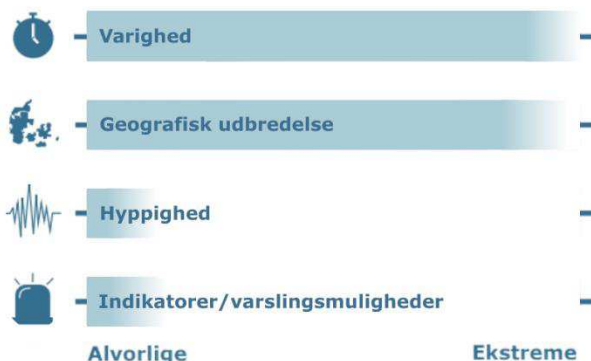 Varighed
Geografisk udbredelse
Hyppighed
Indikatorer/varslingsmuligheder
Alvorlige
Ekstreme